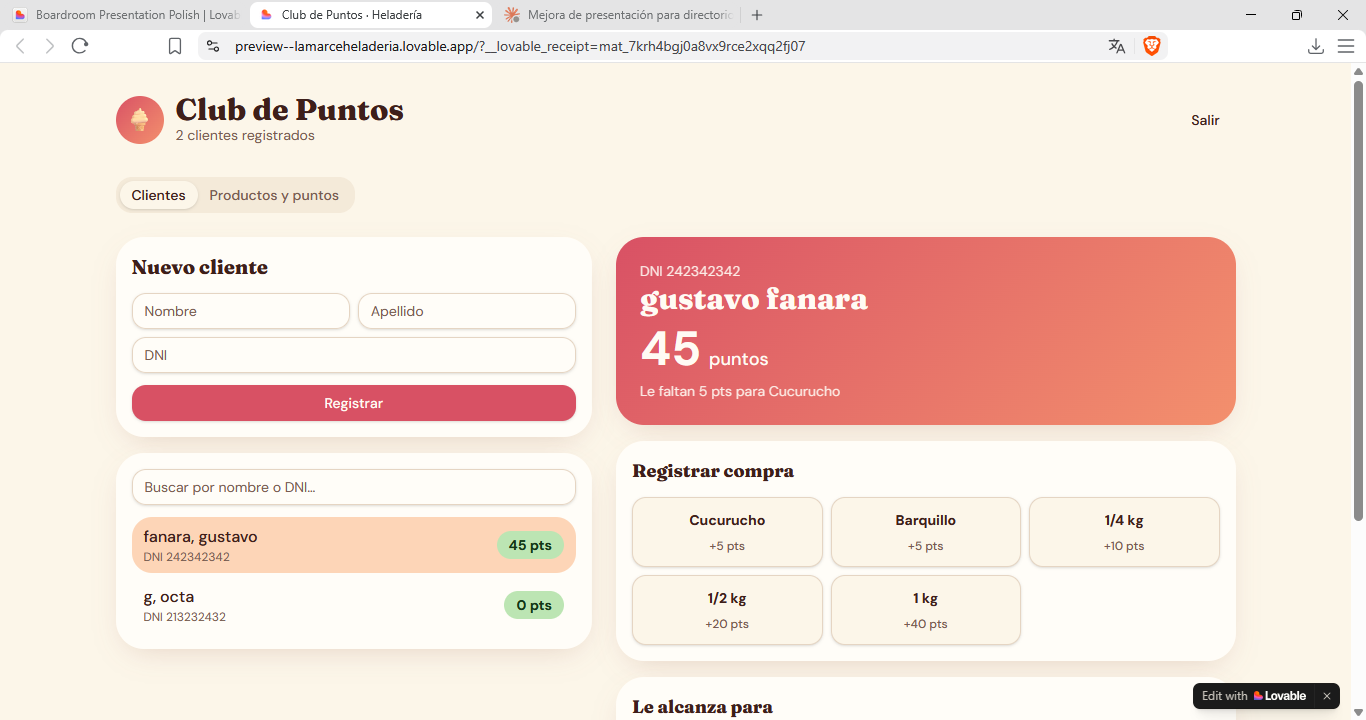 Boardroom Presentation Polish | Lovab
Club de Puntos · Heladería
Mejora de presentación para directorio
preview--lamarceheladeria.lovable.app/?__lovable_receipt=mat_7krh4bgj0a8vx9rce2xqq2fj07
Club de Puntos
2 clientes registrados
Salir
Clientes
Productos y puntos
Nuevo cliente
Nombre
Apellido
DNI
Registrar
Buscar por nombre o DNI...
fanara, gustavo
DNI 242342342
45 pts
g, octa
DNI 213232432
0 pts
DNI 242342342
gustavo fanara
45 puntos
Le faltan 5 pts para Cucurucho
Registrar compra
Cucurucho
+5 pts
Barquillo
+5 pts
1/4 kg
+10 pts
1/2 kg
+20 pts
1 kg
+40 pts
Le alcanza para
Edit with Lovable